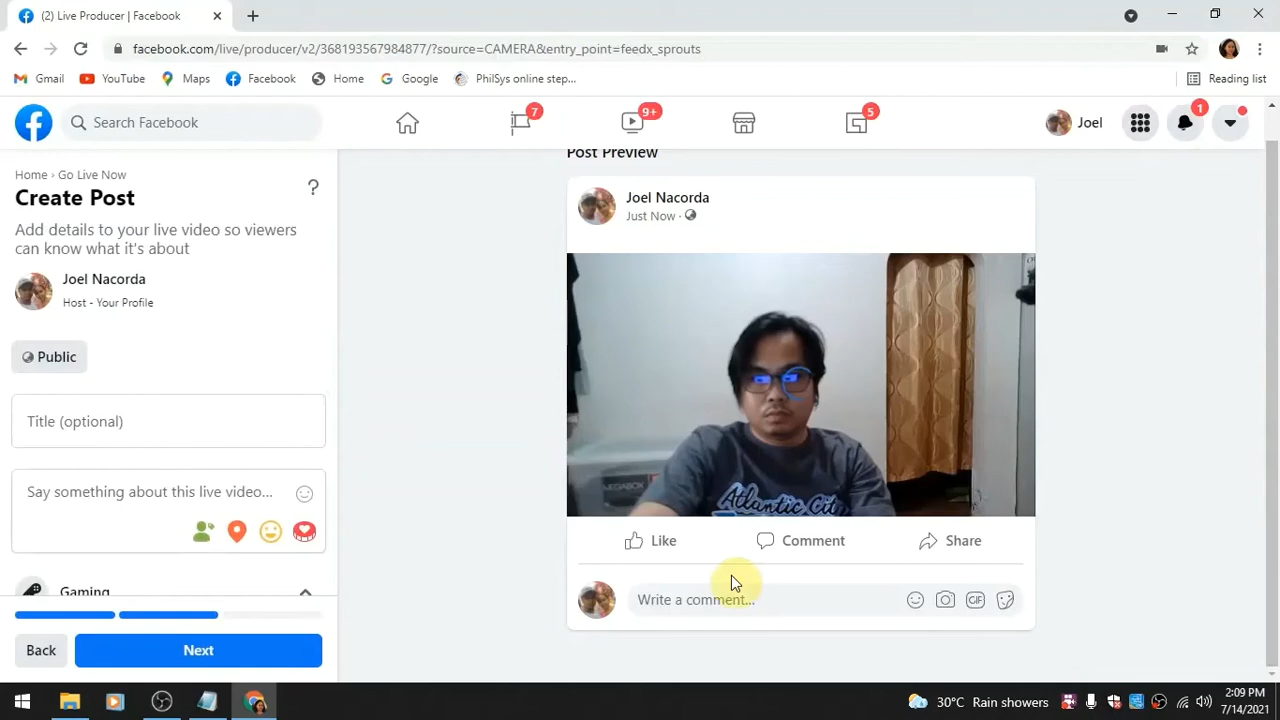 (2) Live Producer | Facebook
facebook.com/live/producer/v2/368193567984877/?source=CAMERA&entry_point=feedx_sprouts
Gmail YouTube Maps Facebook Home Google PhilSys online step... Reading list
Search Facebook 7 9+ 5 Joel 1
Home › Go Live Now
Create Post
?
Add details to your live video so viewers
can know what it's about
Joel Nacorda
Host - Your Profile
Public
Title (optional)
Say something about this live video...
Gaming
Back Next
Post Preview
Joel Nacorda
Just Now ·
MEGABOX
Atlantic City
Like Comment Share
Write a comment...
GIF
30°C Rain showers
2:09 PM
7/14/2021